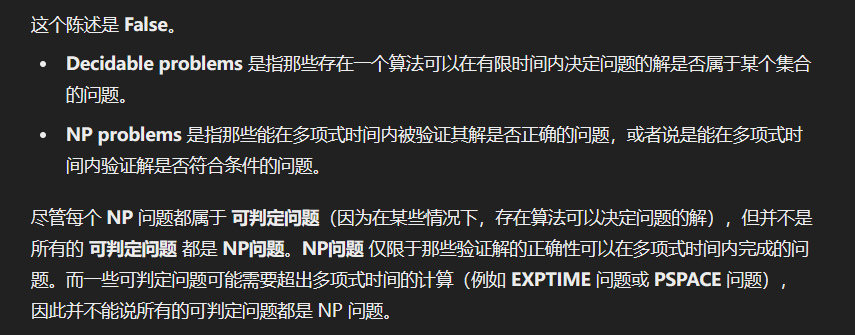 这个陈述是 False。
• Decidable problems 是指那些存在一个算法可以在有限时间内决定问题的解是否属于某个集合
的问题。
• NP problems 是指那些能在多项式时间内被验证其解是否正确的问题，或者说是能在多项式时
间内验证解是否符合条件的问题。
尽管每个 NP 问题都属于 可判定问题（因为在某些情况下，存在算法可以决定问题的解），但并不是
所有的 可判定问题 都是 NP问题。NP问题 仅限于那些验证解的正确性可以在多项式时间内完成的问
题。而一些可判定问题可能需要超出多项式时间的计算（例如 EXPTIME 问题或 PSPACE 问题），
因此并不能说所有的可判定问题都是 NP 问题。